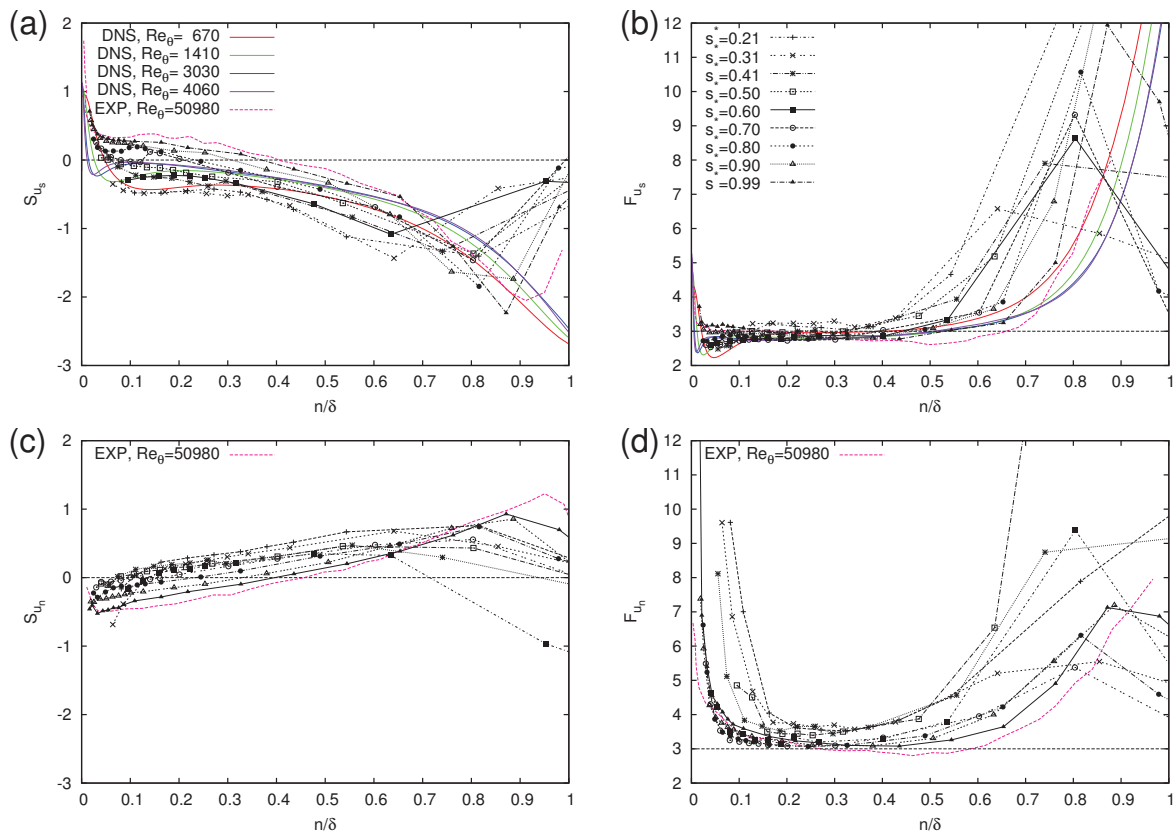 (a)
2
1
0
-1
-2
-3
S_{u_s}
DNS, Re_θ= 670
DNS, Re_θ= 1410
DNS, Re_θ= 3030
DNS, Re_θ= 4060
EXP, Re_θ=50980
0 0.1 0.2 0.3 0.4 0.5 0.6 0.7 0.8 0.9 1
n/δ
(b)
12
11
10
9
8
7
6
5
4
3
2
F_{u_s}
s^*=0.21
s^*=0.31
s^*=0.41
s^*=0.50
s^*=0.60
s^*=0.70
s^*=0.80
s^*=0.90
s^*=0.99
0 0.1 0.2 0.3 0.4 0.5 0.6 0.7 0.8 0.9 1
n/δ
(c)
2
1
0
-1
-2
-3
S_{u_n}
EXP, Re_θ=50980
0 0.1 0.2 0.3 0.4 0.5 0.6 0.7 0.8 0.9 1
n/δ
(d)
12
11
10
9
8
7
6
5
4
3
2
F_{u_n}
EXP, Re_θ=50980
0 0.1 0.2 0.3 0.4 0.5 0.6 0.7 0.8 0.9 1
n/δ